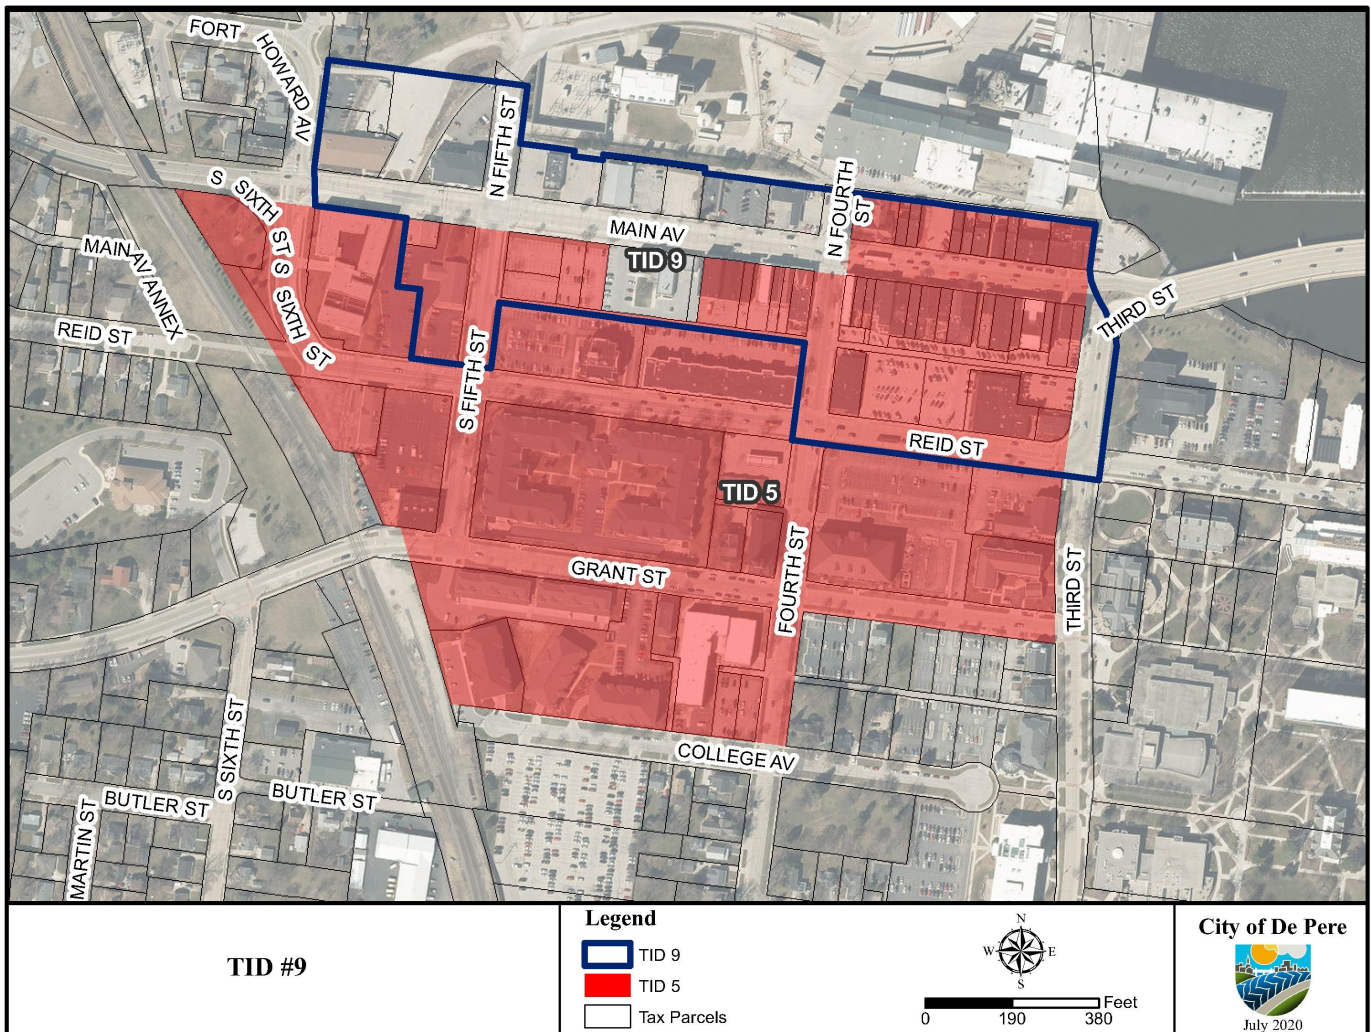 FORT
HOWARD AV
N FIFTH ST
S SIXTH ST
S SIXTH ST
MAIN AV
N FOURTH
ST
TID 9
MAIN AV/ANNEX
REID ST
THIRD ST
S FIFTH ST
REID ST
TID 5
GRANT ST
FOURTH ST
THIRD ST
COLLEGE AV
S SIXTH ST
BUTLER ST
BUTLER ST
MARTIN ST
TID #9
Legend
TID 9
TID 5
Tax Parcels
N
W E
S
Feet
0 190 380
City of De Pere
July 2020